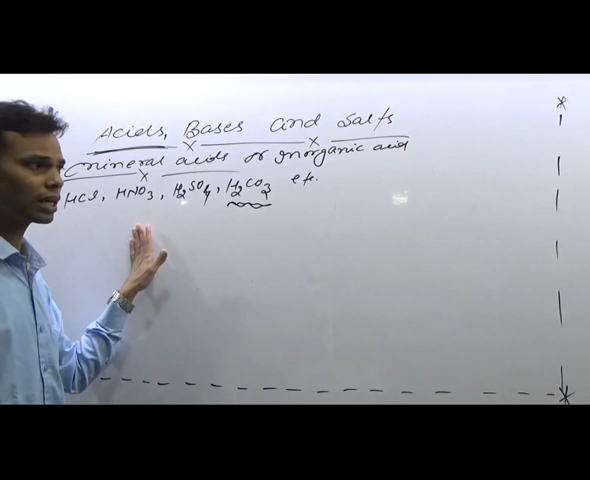 Acids, Bases and Salts
mineral acids or inorganic acid
HCl, HNO3, H2SO4, H2CO3 etc.